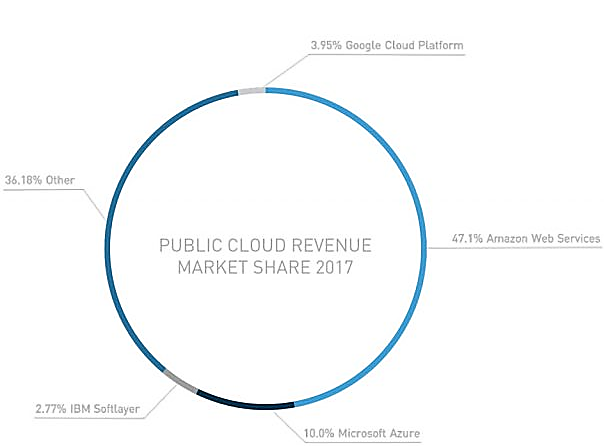 3.95% Google Cloud Platform
36,18% Other
PUBLIC CLOUD REVENUE
MARKET SHARE 2017
47.1% Amazon Web Services
2.77% IBM Softlayer
10.0% Microsoft Azure